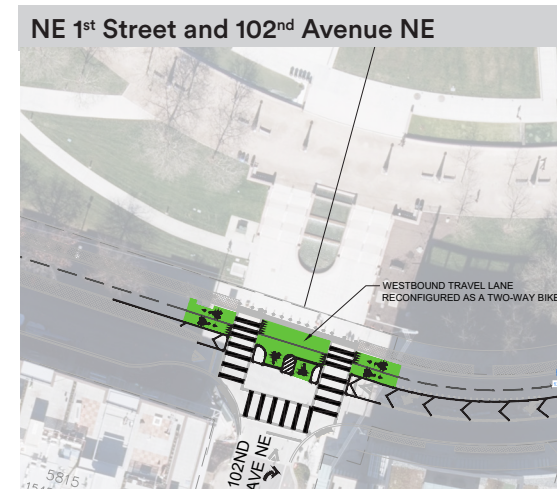 NE 1st Street and 102nd Avenue NE
WESTBOUND TRAVEL LANE
RECONFIGURED AS A TWO-WAY BIKE
102ND
AVE NE
5815